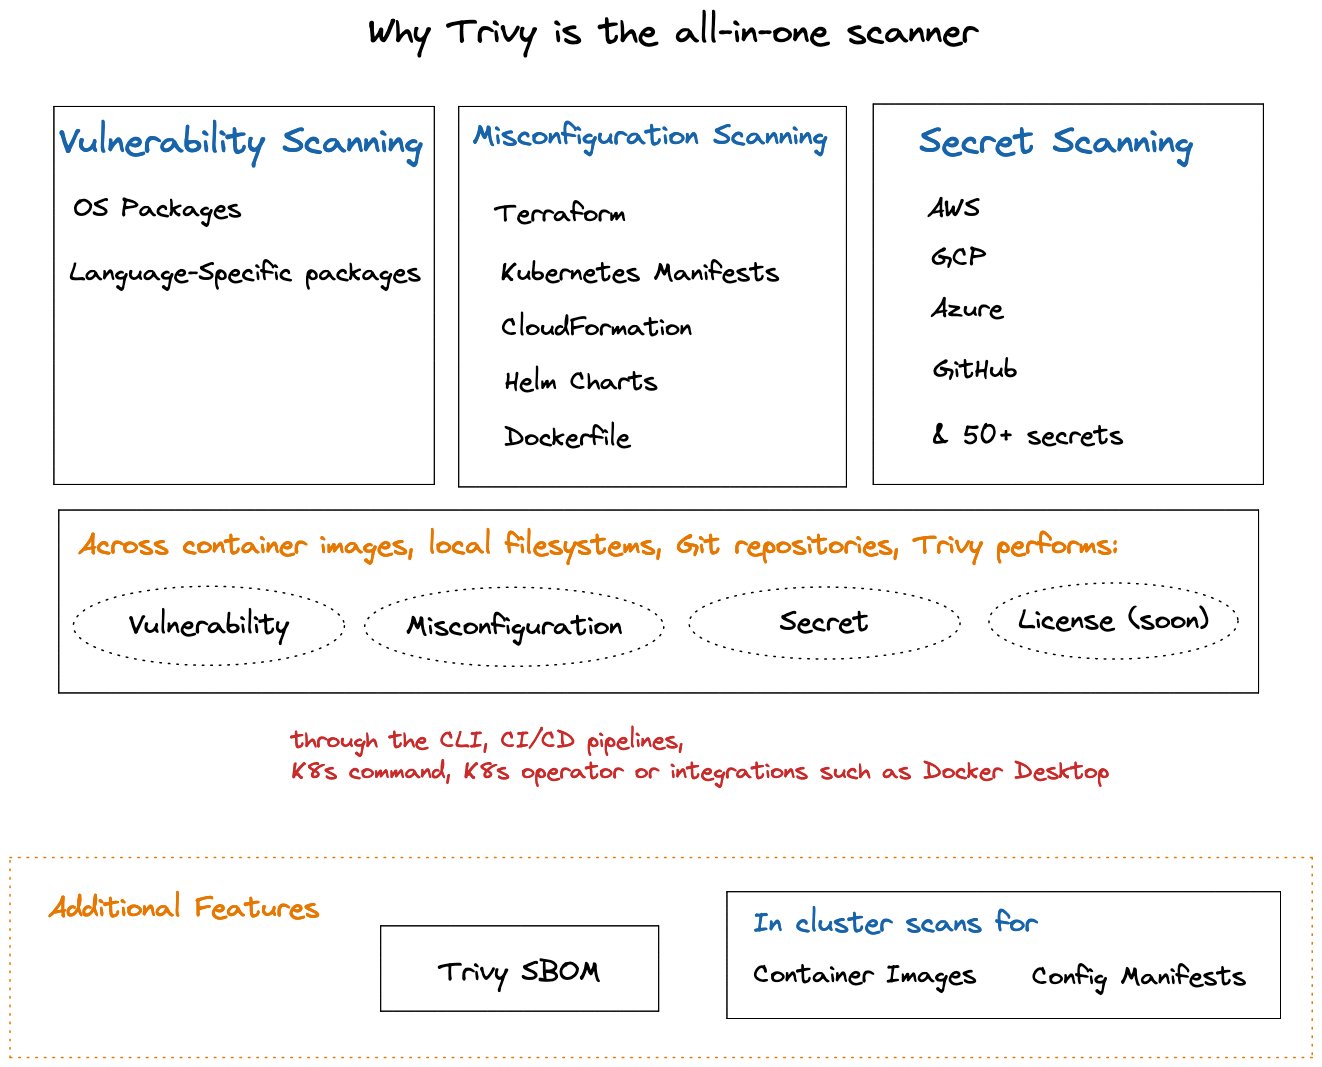 Why Trivy is the all-in-one scanner
Vulnerability Scanning
OS Packages
Language-Specific packages
Misconfiguration Scanning
Terraform
Kubernetes Manifests
CloudFormation
Helm Charts
Dockerfile
Secret Scanning
AWS
GCP
Azure
GitHub
& 50+ secrets
Across container images, local filesystems, Git repositories, Trivy performs:
Vulnerability
Misconfiguration
Secret
License (soon)
through the CLI, CI/CD pipelines,
K8s command, K8s operator or integrations such as Docker Desktop
Additional Features
Trivy SBOM
In cluster scans for
Container Images
Config Manifests